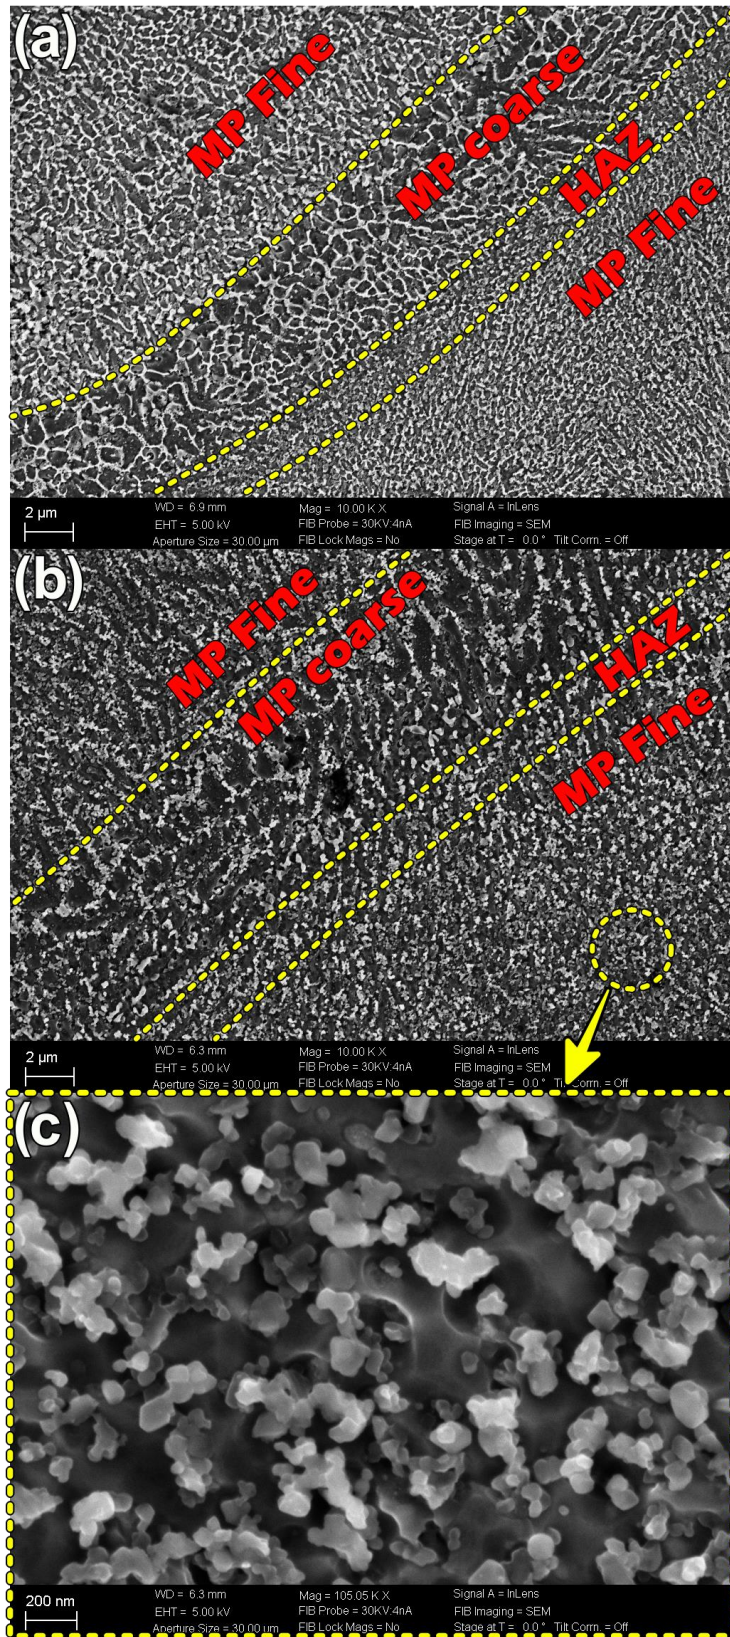 (a)
MP Fine
MP coarse
HAZ
MP Fine
2 µm
WD = 6.9 mm
Mag = 10.00 K X
Signal A = InLens
EHT = 5.00 kV
FIB Probe = 30KV:4nA
FIB Imaging = SEM
Aperture Size = 30.00 µm
FIB Lock Mags = No
Stage at T = 0.0° Tilt Corrn. = Off
(b)
MP Fine
MP coarse
HAZ
MP Fine
2 µm
WD = 6.3 mm
Mag = 10.00 K X
Signal A = InLens
EHT = 5.00 kV
FIB Probe = 30KV:4nA
FIB Imaging = SEM
Aperture Size = 30.00 µm
FIB Lock Mags = No
Stage at T = 0.0° Corrn. = Off
(c)
200 nm
WD = 6.3 mm
Mag = 105.05 K X
Signal A = InLens
EHT = 5.00 kV
FIB Probe = 30KV:4nA
FIB Imaging = SEM
Aperture Size = 30.00 µm
FIB Lock Mags = No
Stage at T = 0.0° Tilt Corrn. = Off